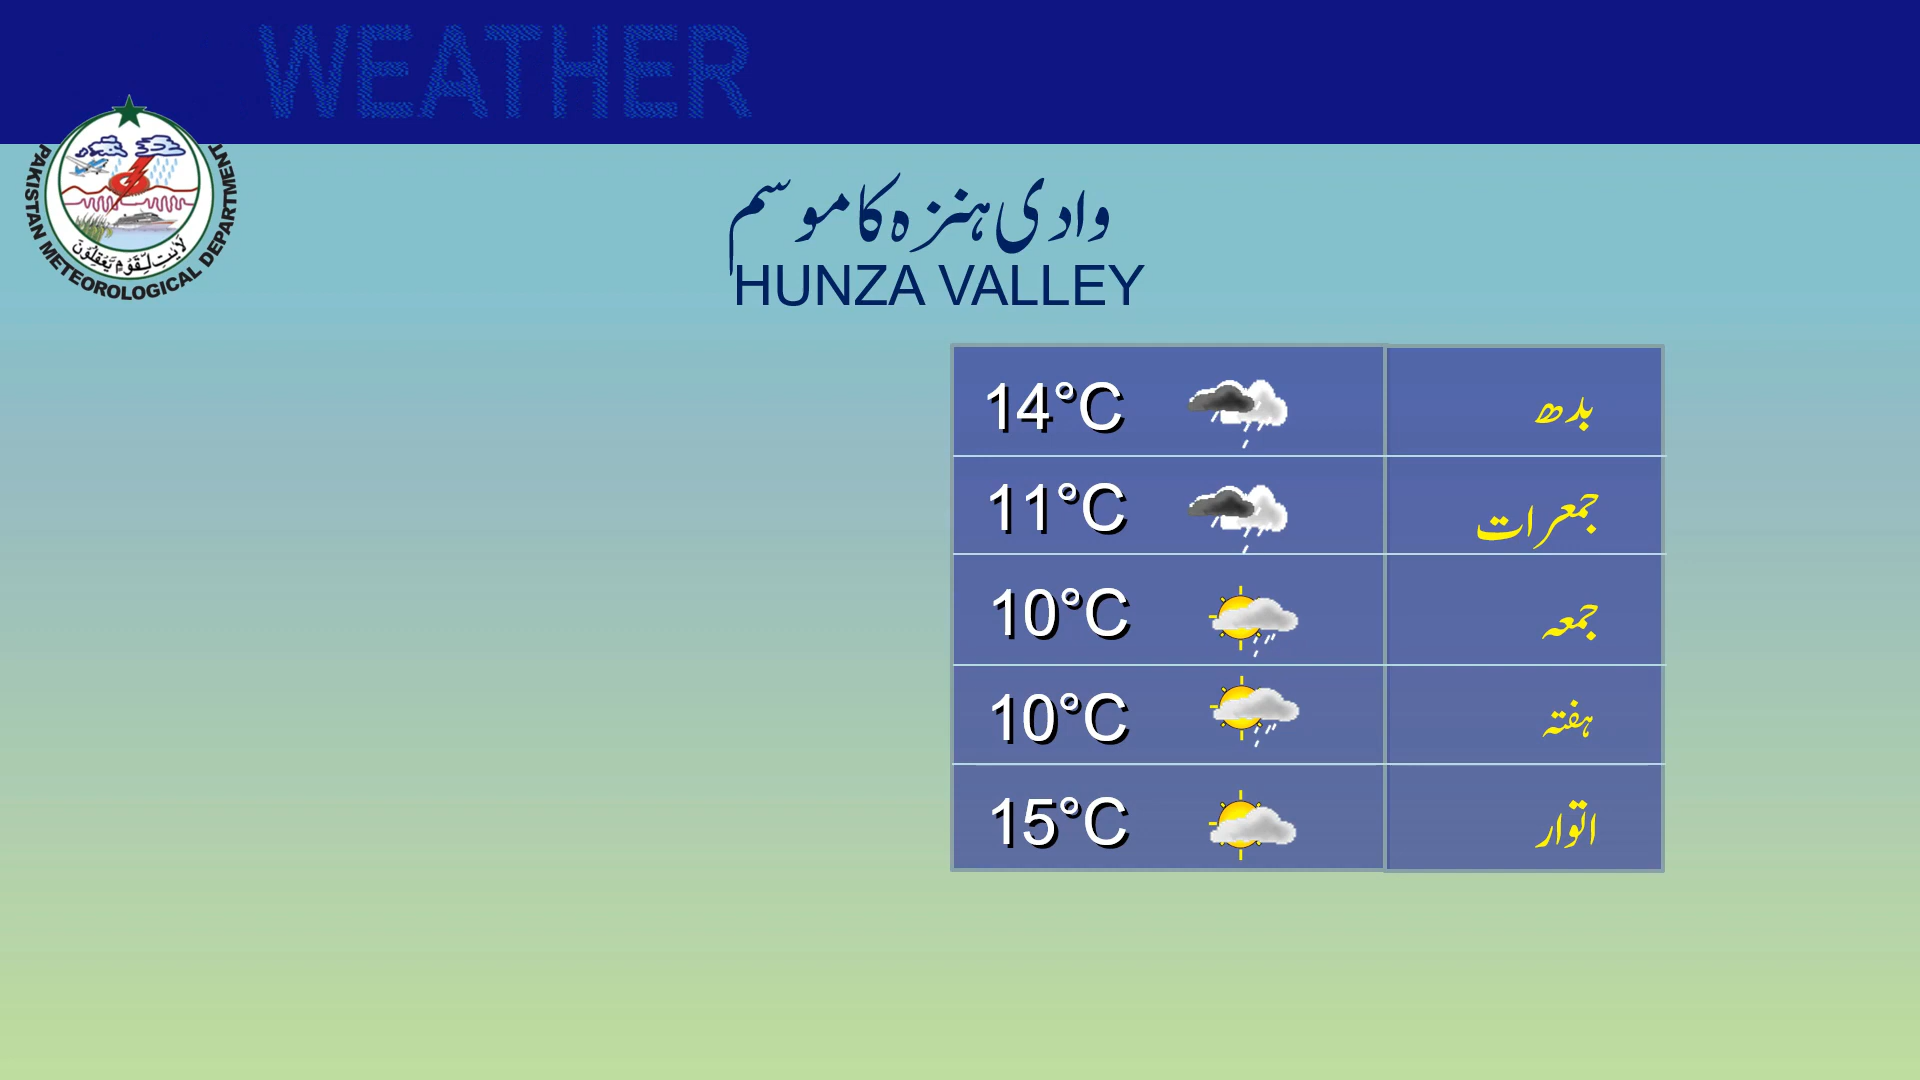 WEATHER
PAKISTAN METEOROLOGICAL DEPARTMENT
لَاٰيٰتٍ لِّقَوْمٍ يَّعْقِلُوْنَ
وادی ہنزہ کا موسم
HUNZA VALLEY
14°C بدھ
11°C جمعرات
10°C جمعہ
10°C ہفتہ
15°C اتوار